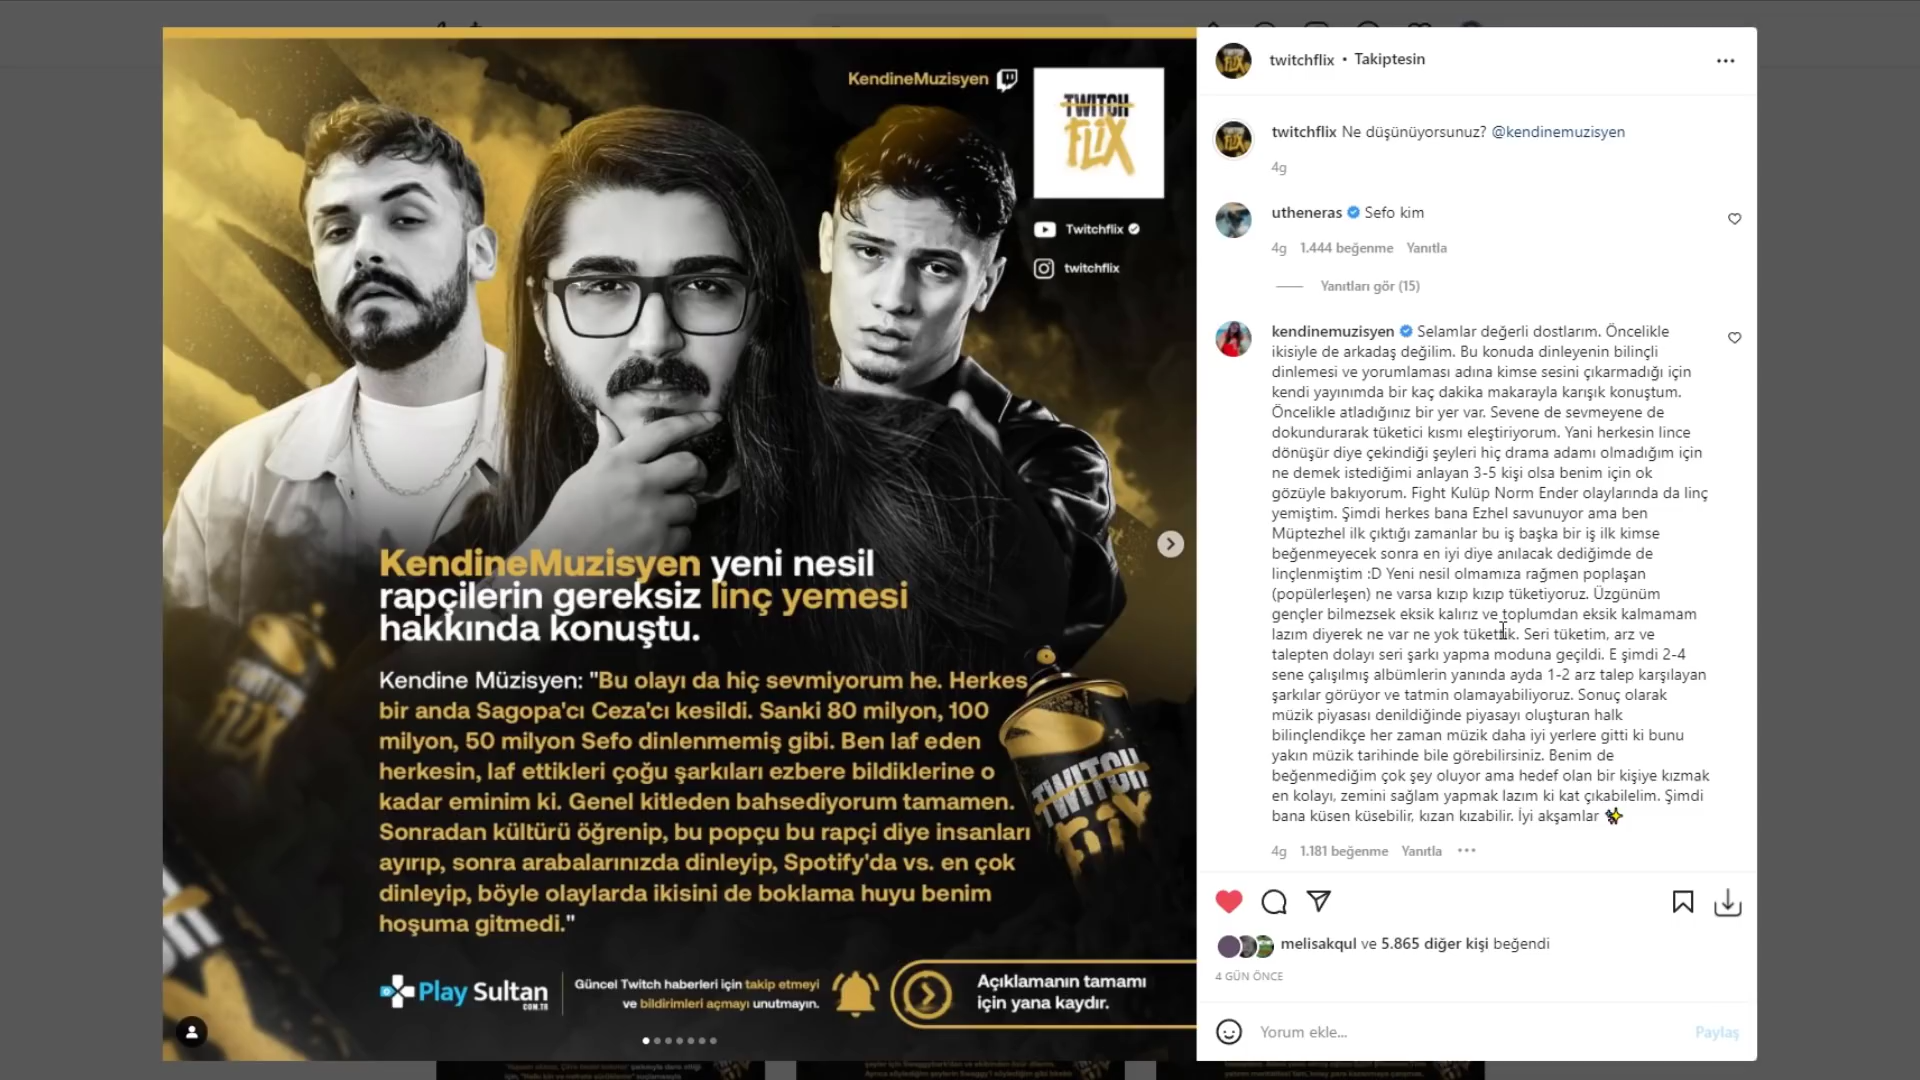 KendineMuzisyen
TWITCH
FLIX
Twitchflix
twitchflix
KendineMuzisyen yeni nesil
rapçilerin gereksiz linç yemesi
hakkında konuştu.
Kendine Müzisyen: "Bu olayı da hiç sevmiyorum he. Herkes
bir anda Sagopa'cı Ceza'cı kesildi. Sanki 80 milyon, 100
milyon, 50 milyon Sefo dinlenmemiş gibi. Ben laf eden
herkesin, laf ettikleri çoğu şarkıları ezbere bildiklerine o
kadar eminim ki. Genel kitleden bahsediyorum tamamen.
Sonradan kültürü öğrenip, bu popçu bu rapçi diye insanları
ayırıp, sonra arabalarınızda dinleyip, Spotify'da vs. en çok
dinleyip, böyle olaylarda ikisini de boklama huyu benim
hoşuma gitmedi."
TWITCH
FLIX
Play Sultan
COM.TR
Güncel Twitch haberleri için takip etmeyi
ve bildirimleri açmayı unutmayın.
Açıklamanın tamamı
için yana kaydır.
twitchflix • Takiptesin
twitchflix Ne düşünüyorsunuz? @kendinemuzisyen
4g
utheneras Sefo kim
4g 1.444 beğenme Yanıtla
Yanıtları gör (15)
kendinemuzisyen Selamlar değerli dostlarım. Öncelikle
ikisiyle de arkadaş değilim. Bu konuda dinleyenin bilinçli
dinlemesi ve yorumlaması adına kimse sesini çıkarmadığı için
kendi yayınımda bir kaç dakika makarayla karışık konuştum.
Öncelikle atladığınız bir yer var. Sevene de sevmeyene de
dokundurarak tüketici kısmı eleştiriyorum. Yani herkesin lince
dönüşür diye çekindiği şeyleri hiç drama adamı olmadığım için
ne demek istediğimi anlayan 3-5 kişi olsa benim için ok
gözüyle bakıyorum. Fight Kulüp Norm Ender olaylarında da linç
yemiştim. Şimdi herkes bana Ezhel savunuyor ama ben
Müptezhel ilk çıktığı zamanlar bu iş başka bir iş ilk kimse
beğenmeyecek sonra en iyi diye anılacak dediğimde de
linçlenmiştim :D Yeni nesil olmamıza rağmen poplaşan
(popülerleşen) ne varsa kızıp kızıp tüketiyoruz. Üzgünüm
gençler bilmezsek eksik kalırız ve toplumdan eksik kalmamam
lazım diyerek ne var ne yok tükettik. Seri tüketim, arz ve
talepten dolayı seri şarkı yapma moduna geçildi. E şimdi 2-4
sene çalışılmış albümlerin yanında ayda 1-2 arz talep karşılayan
şarkılar görüyor ve tatmin olamayabiliyoruz. Sonuç olarak
müzik piyasası denildiğinde piyasayı oluşturan halk
bilinçlendikçe her zaman müzik daha iyi yerlere gitti ki bunu
yakın müzik tarihinde bile görebilirsiniz. Benim de
beğenmediğim çok şey oluyor ama hedef olan bir kişiye kızmak
en kolayı, zemini sağlam yapmak lazım ki kat çıkabilelim. Şimdi
bana küsen küsebilir, kızan kızabilir. İyi akşamlar ✨
4g 1.181 beğenme Yanıtla
melisakqul ve 5.865 diğer kişi beğendi
4 GÜN ÖNCE
Yorum ekle...
Paylaş